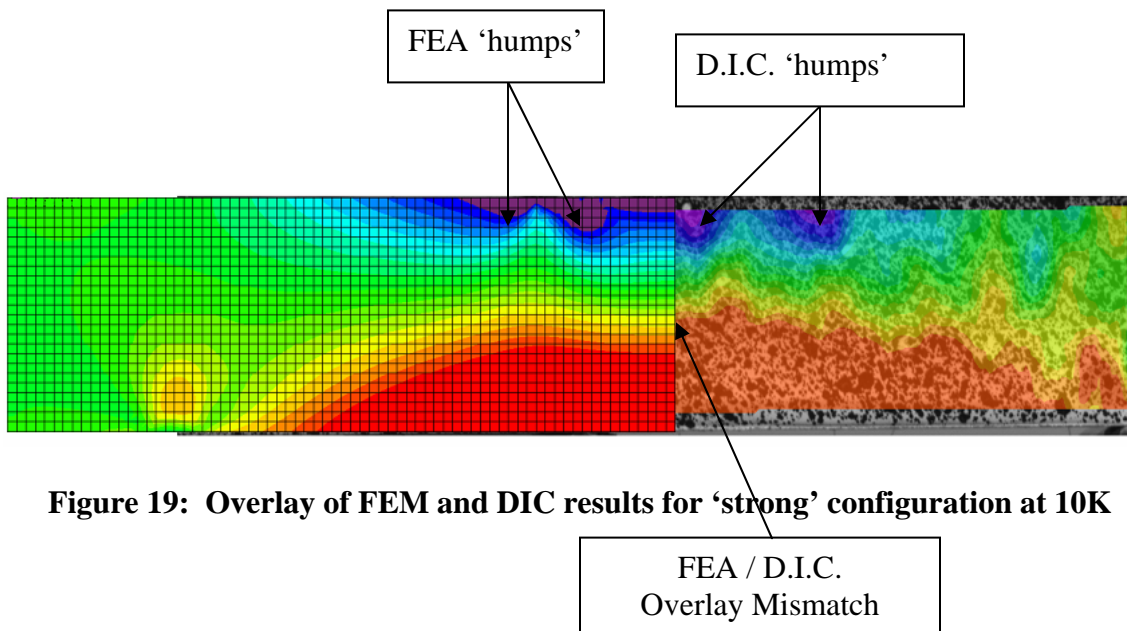 FEA ‘humps’
D.I.C. ‘humps’
Figure 19:  Overlay of FEM and DIC results for ‘strong’ configuration at 10K
FEA / D.I.C.
Overlay Mismatch